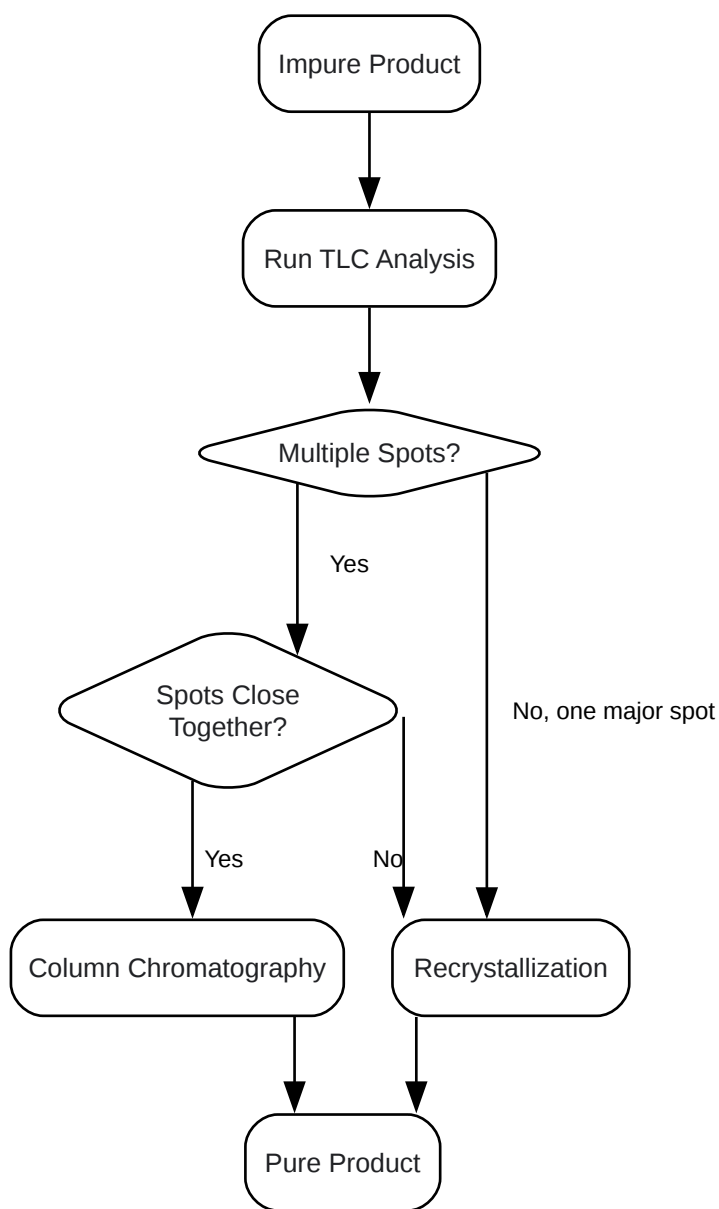 Impure Product
Run TLC Analysis
Multiple Spots?
Yes
Spots Close
Together?
No, one major spot
Yes
No
Column Chromatography
Recrystallization
Pure Product